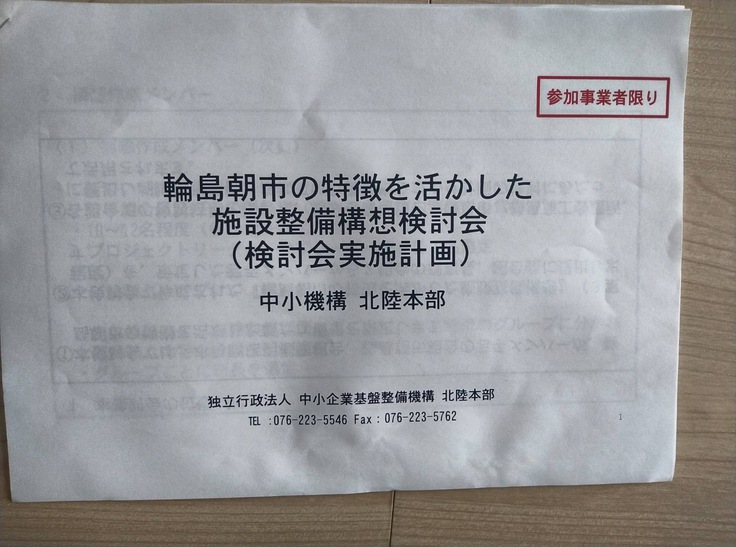 参加事業者限り
輪島朝市の特徴を活かした
施設整備構想検討会
（検討会実施計画）
中小機構 北陸本部
独立行政法人 中小企業基盤整備機構 北陸本部
TEL :076-223-5546 Fax : 076-223-5762
1